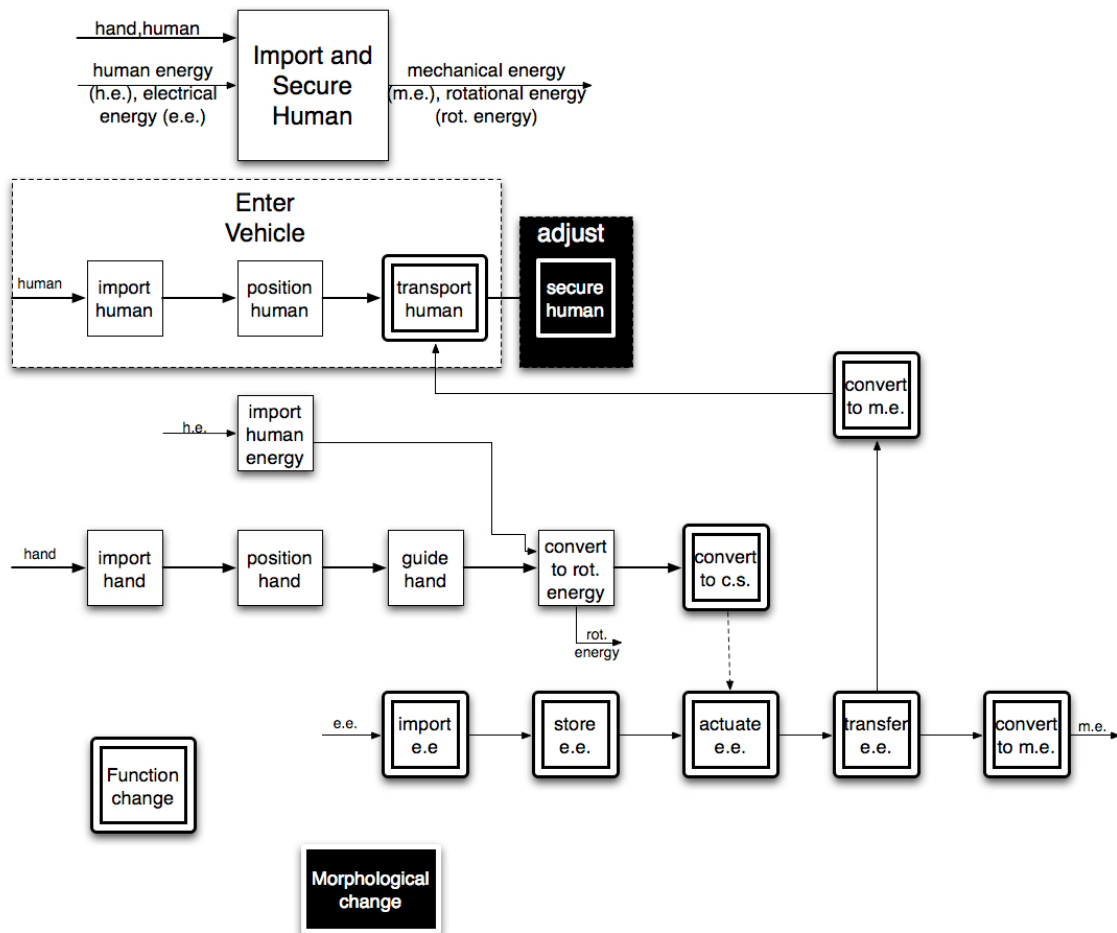 hand,human
human energy
(h.e.), electrical
energy (e.e.)
Import and
Secure
Human
mechanical energy
(m.e.), rotational energy
(rot. energy)
Enter
Vehicle
adjust
human
import
human
position
human
transport
human
secure
human
convert
to m.e.
h.e.
import
human
energy
hand
import
hand
position
hand
guide
hand
convert
to rot.
energy
convert
to c.s.
rot.
energy
e.e.
import
e.e
store
e.e.
actuate
e.e.
transfer
e.e.
convert
to m.e.
m.e.
Function
change
Morphological
change